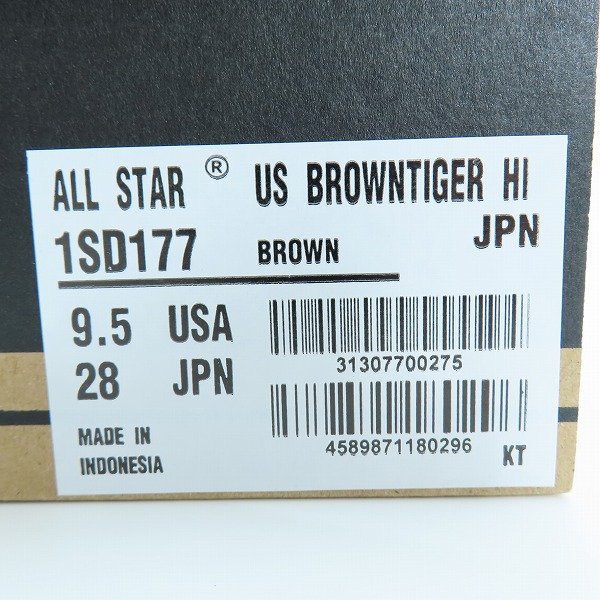 ALL STAR ® US BROWNTIGER HI
1SD177 BROWN JPN
9.5 USA
28 JPN
31307700275
4589871180296
MADE IN
INDONESIA
KT